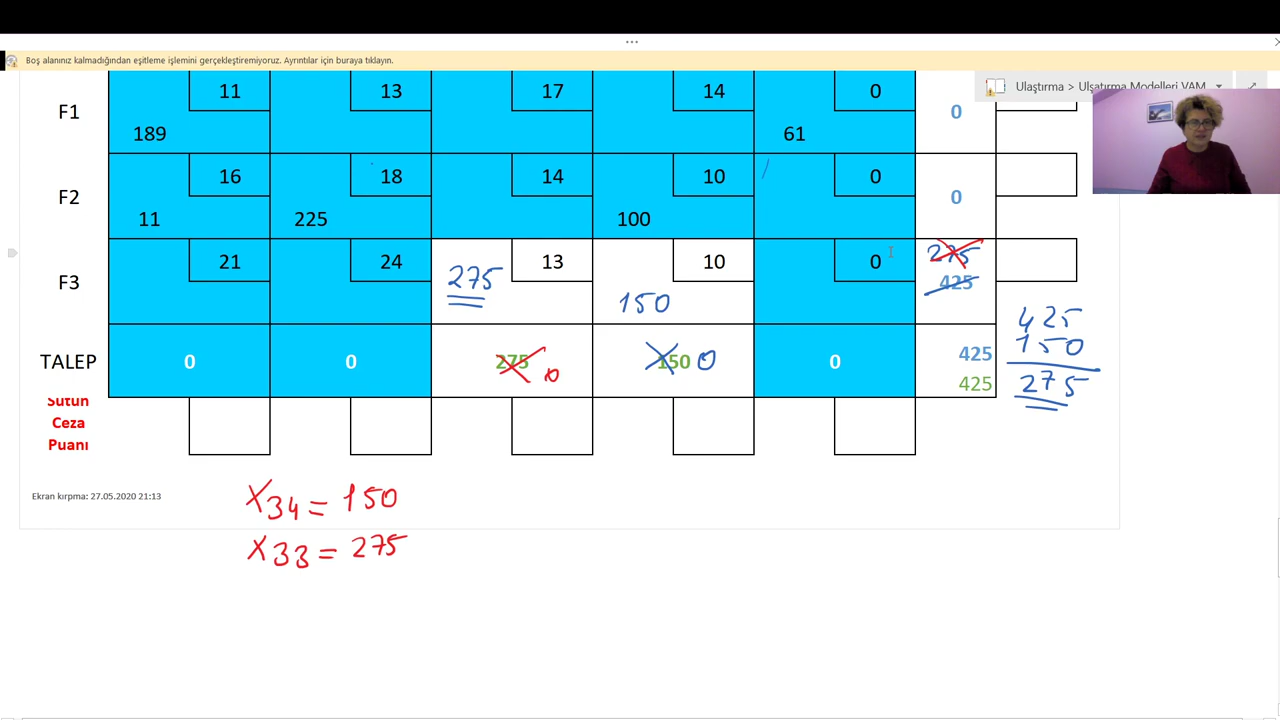 Boş alanınız kalmadığından eşitleme işlemini gerçekleştiremiyoruz. Ayrıntılar için buraya tıklayın.
Ulaştırma > Ulşatırma Modelleri VAM
11 13 17 14 0
F1 0
189 61
16 18 14 10 0
F2 0
11 225 100
21 24 13 10 0 275
F3 275 425
150
425
150
275
TALEP 0 0 275 0 150 0 0 425
425
Sütun
Ceza
Puanı
Ekran kırpma: 27.05.2020 21:13
X34 = 150
X33 = 275